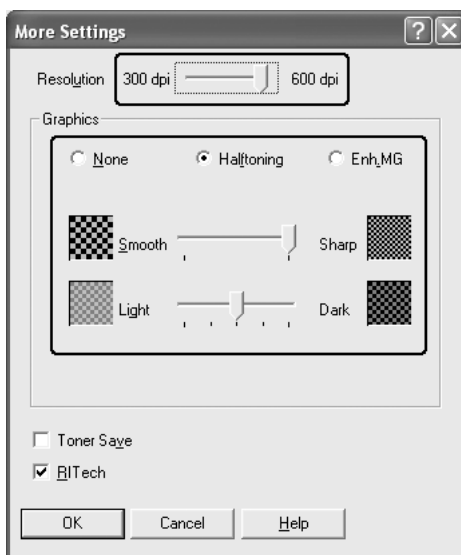 More Settings
Resolution 300 dpi 600 dpi
Graphics
None Halftoning Enh.MG
Smooth Sharp
Light Dark
Toner Save
RITech
OK Cancel Help